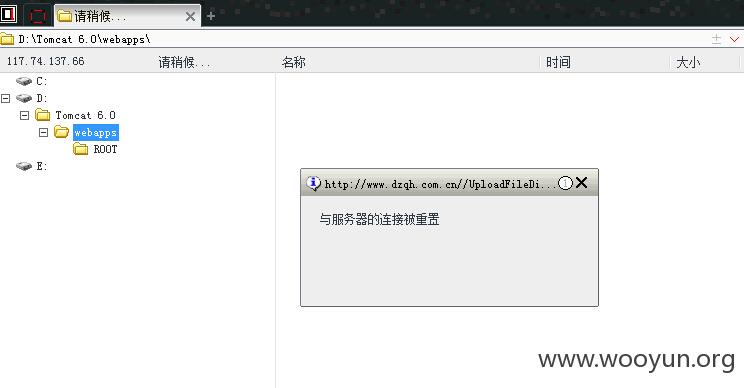 请稍候...
D:\Tomcat 6.0\webapps\
117.74.137.66 请稍候... 名称 时间 大小
C:
D:
Tomcat 6.0
webapps
ROOT
E:
http://www.dzqh.com.cn//UploadFileDi...
与服务器的连接被重置
www.wooyun.org